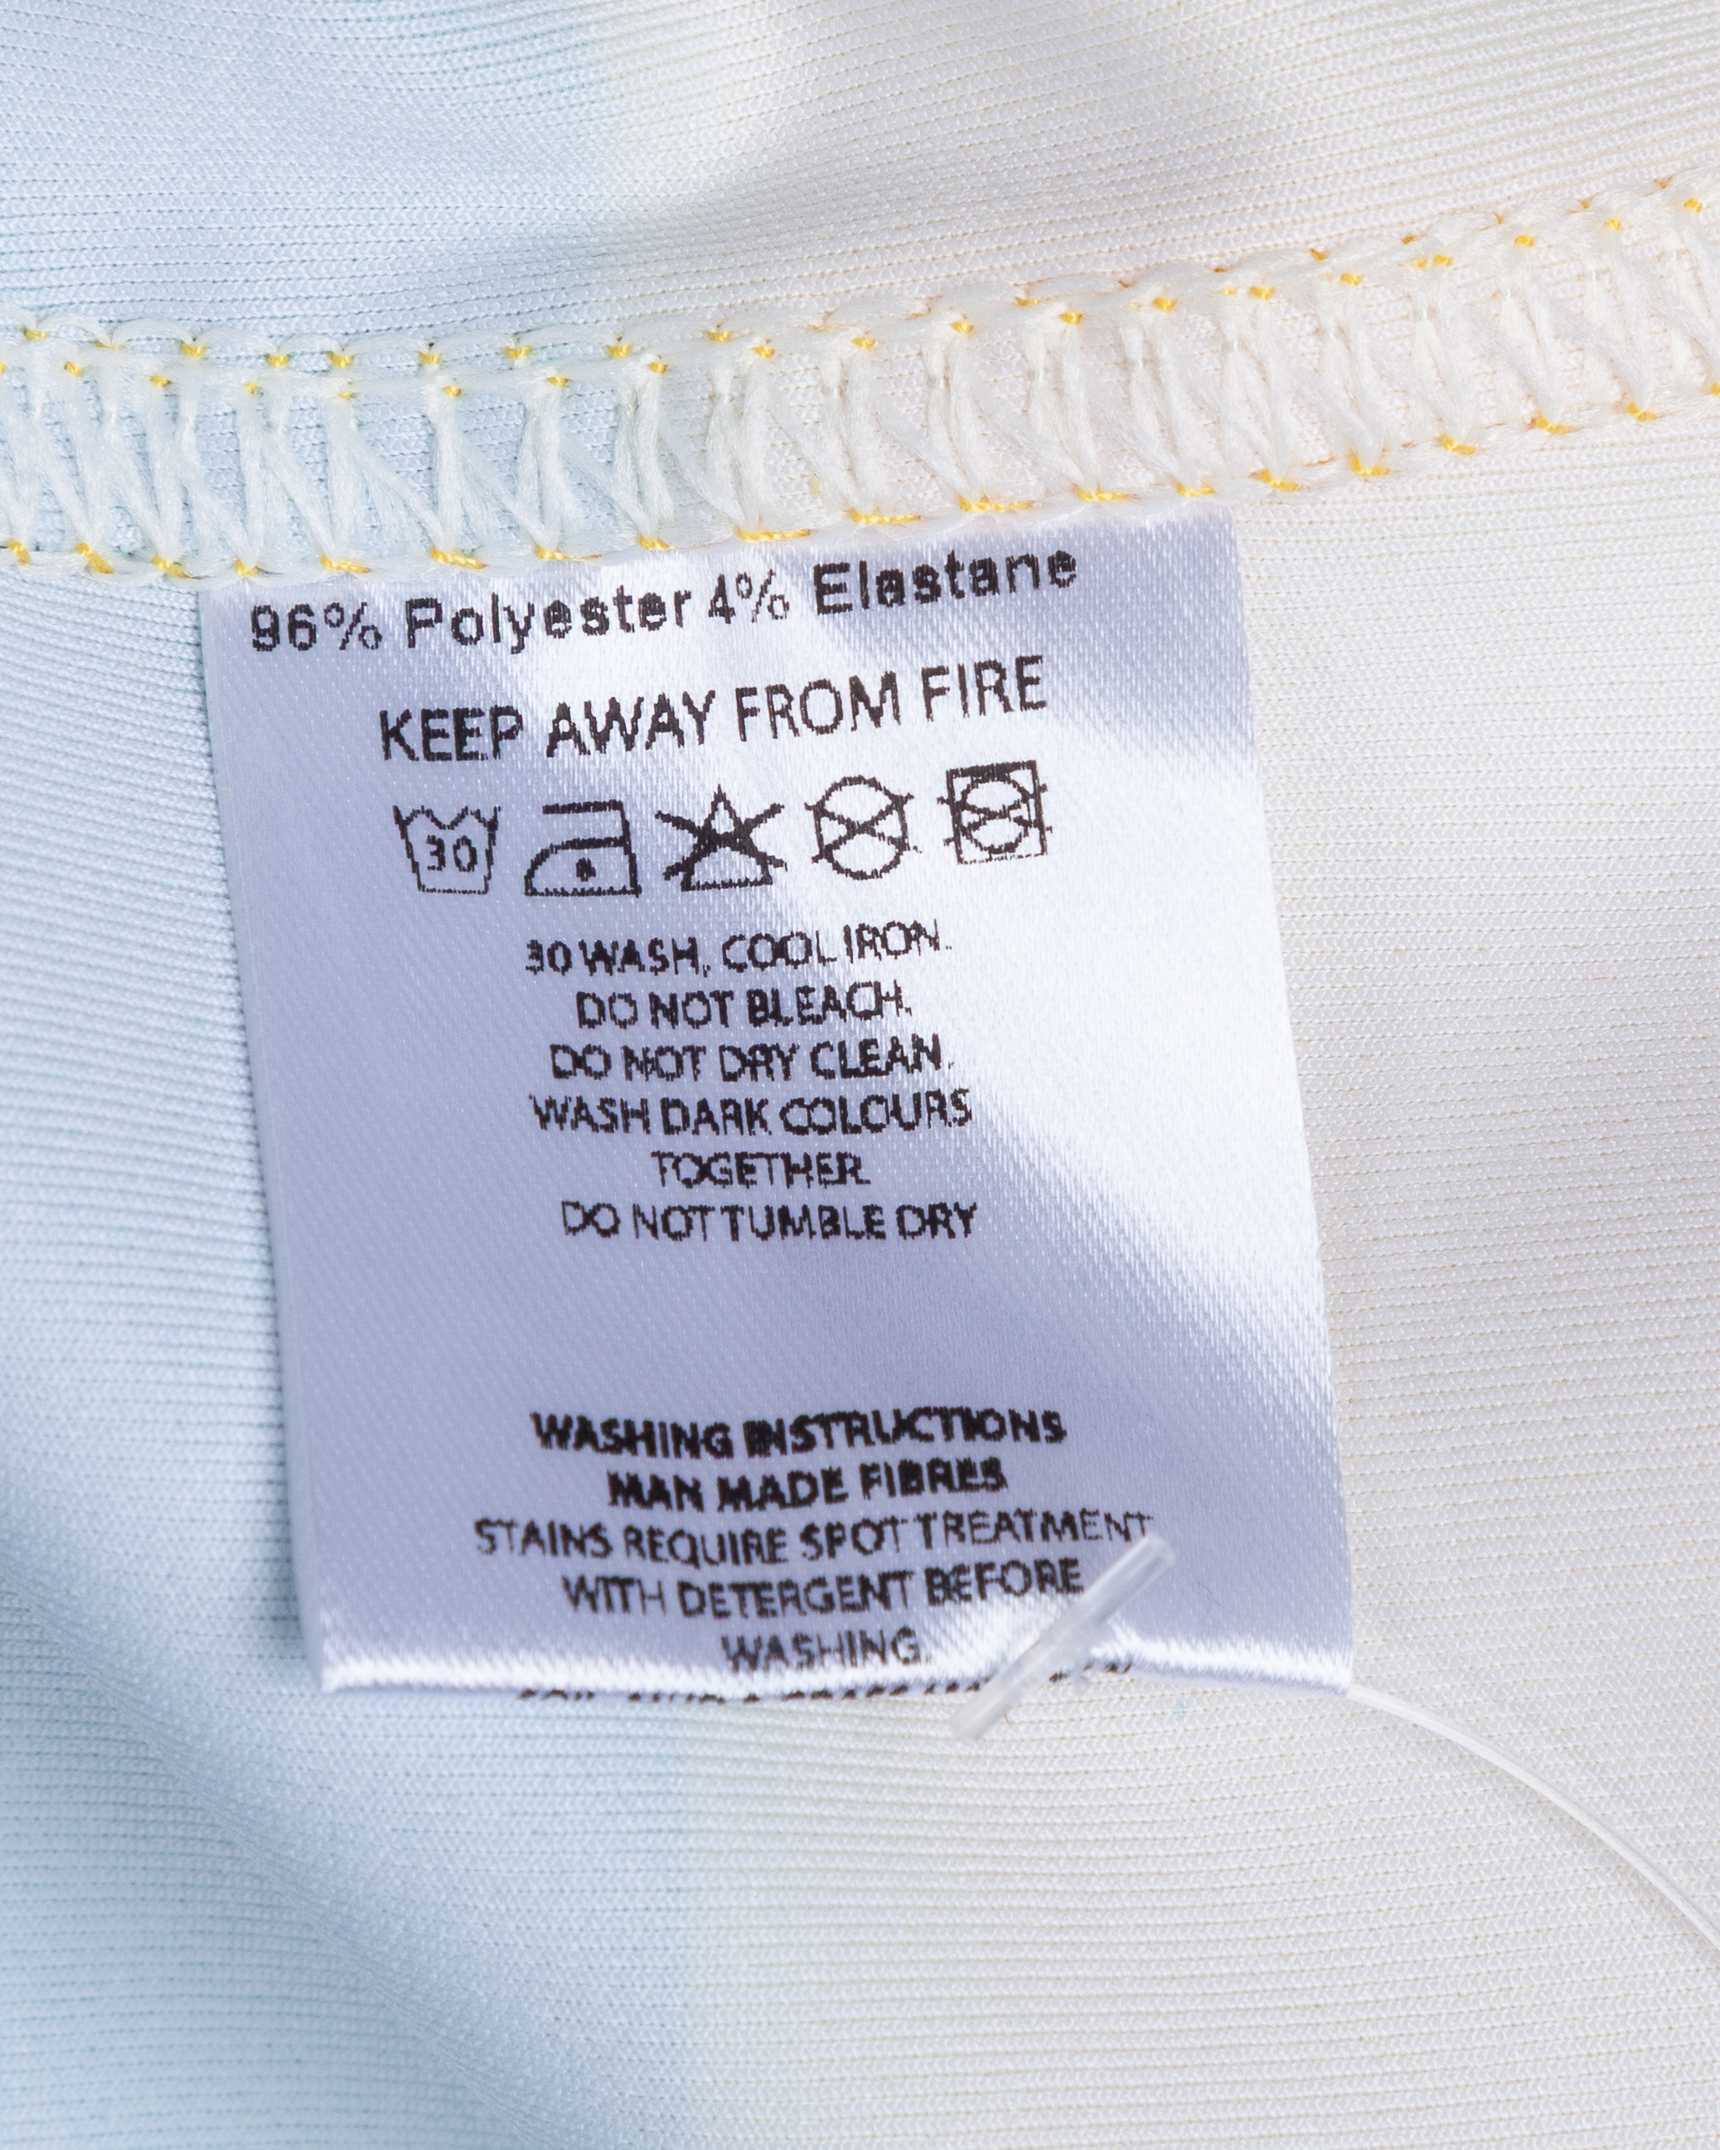 96% Polyester 4% Elastane
KEEP AWAY FROM FIRE
30
30 WASH. COOL IRON.
DO NOT BLEACH.
DO NOT DRY CLEAN.
WASH DARK COLOURS
TOGETHER.
DO NOT TUMBLE DRY
WASHING INSTRUCTIONS
MAN MADE FIBRES
STAINS REQUIRE SPOT TREATMENT
WITH DETERGENT BEFORE
WASHING.